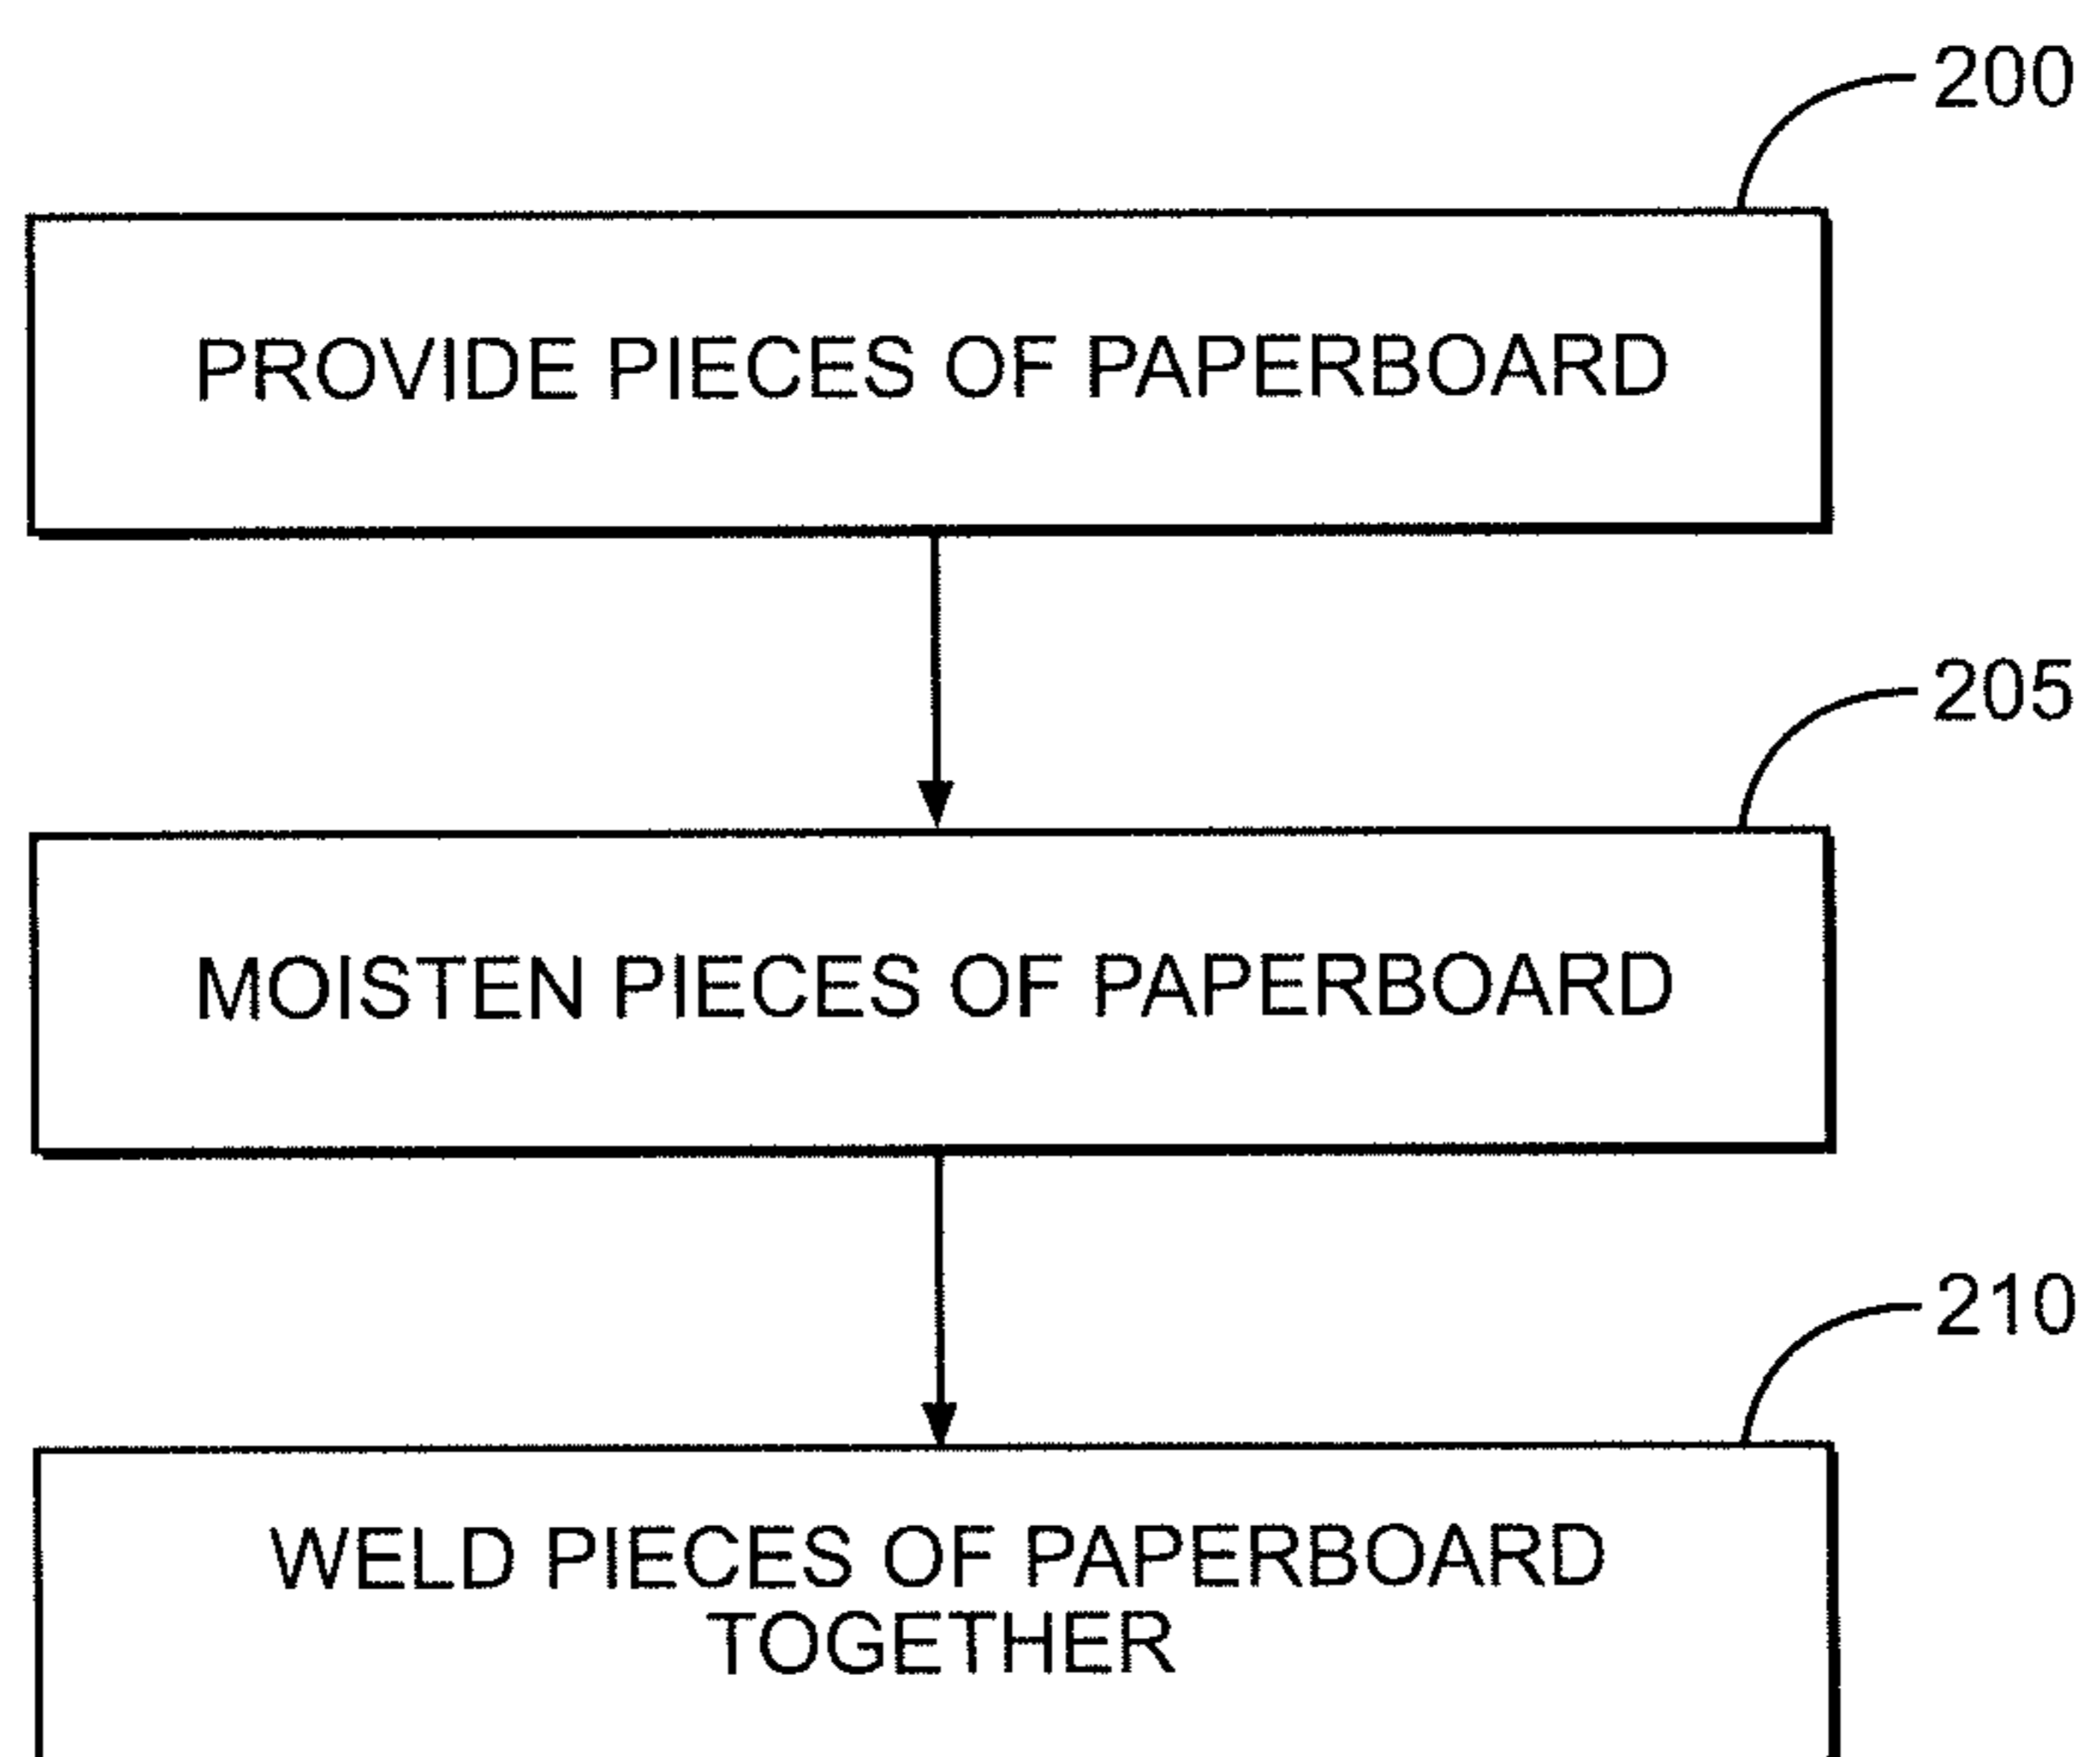 200
PROVIDE PIECES OF PAPERBOARD
205
MOISTEN PIECES OF PAPERBOARD
210
WELD PIECES OF PAPERBOARD
TOGETHER